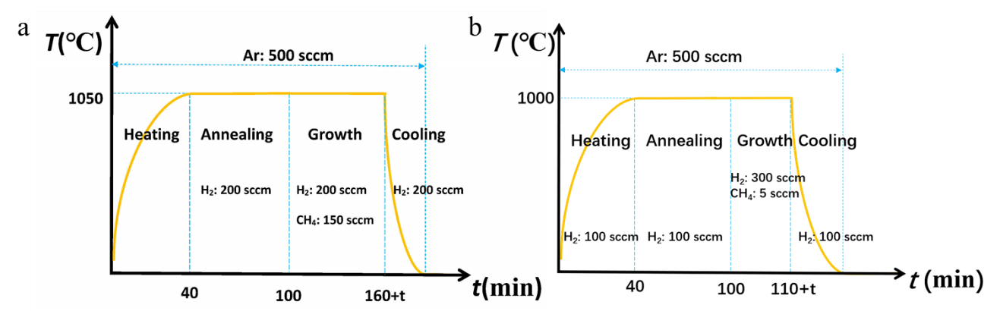 a
T(°C)
Ar: 500 sccm
1050
Heating
Annealing
Growth
Cooling
H₂: 200 sccm
H₂: 200 sccm
H₂: 200 sccm
CH₄: 150 sccm
40
100
160+t
t(min)
b
T (°C)
Ar: 500 sccm
1000
Heating
Annealing
Growth
Cooling
H₂: 300 sccm
CH₄: 5 sccm
H₂: 100 sccm
H₂: 100 sccm
H₂: 100 sccm
40
100
110+t
t (min)